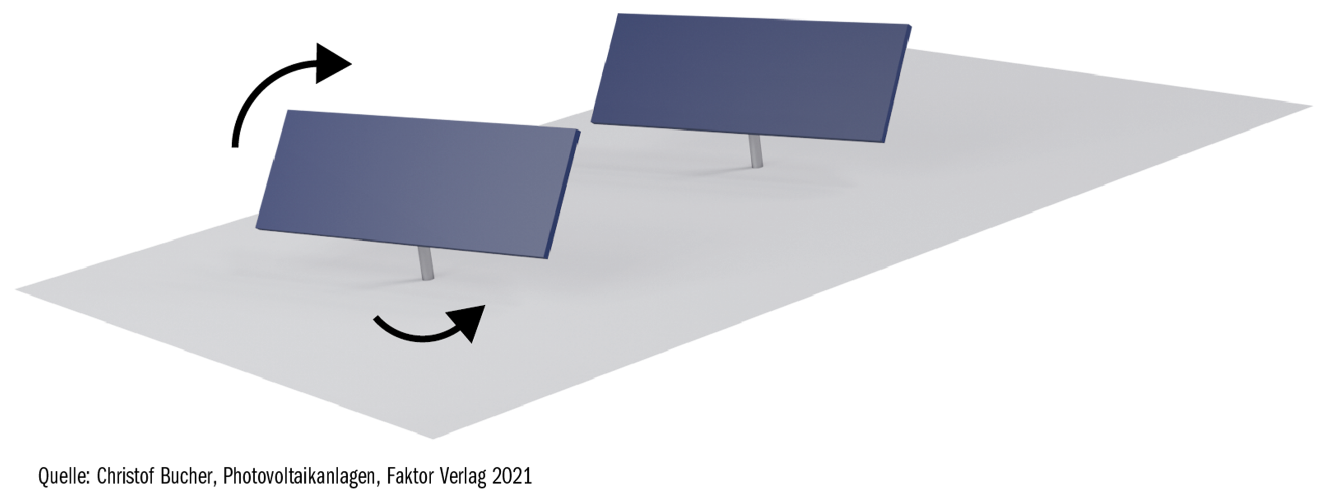 Quelle: Christof Bucher, Photovoltaikanlagen, Faktor Verlag 2021